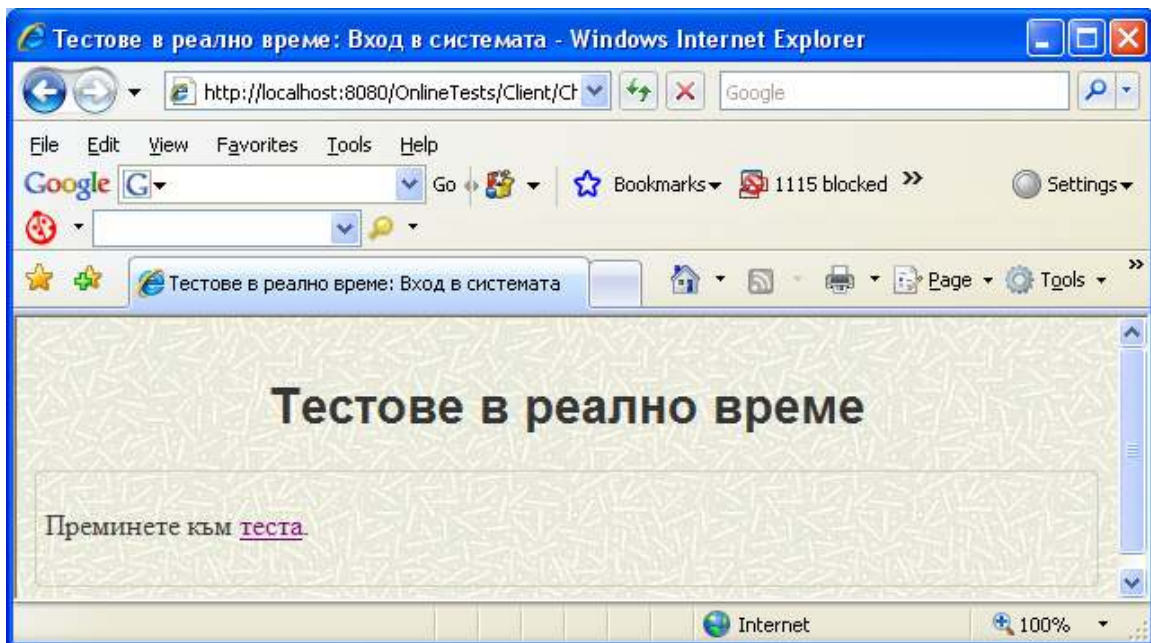 Тестове в реално време: Вход в системата - Windows Internet Explorer
http://localhost:8080/OnlineTests/Client/Ch
Google
File Edit View Favorites Tools Help
Google G Go Bookmarks 1115 blocked » Settings
Тестове в реално време: Вход в системата Page Tools »
Тестове в реално време
Преминете към теста.
Internet 100%